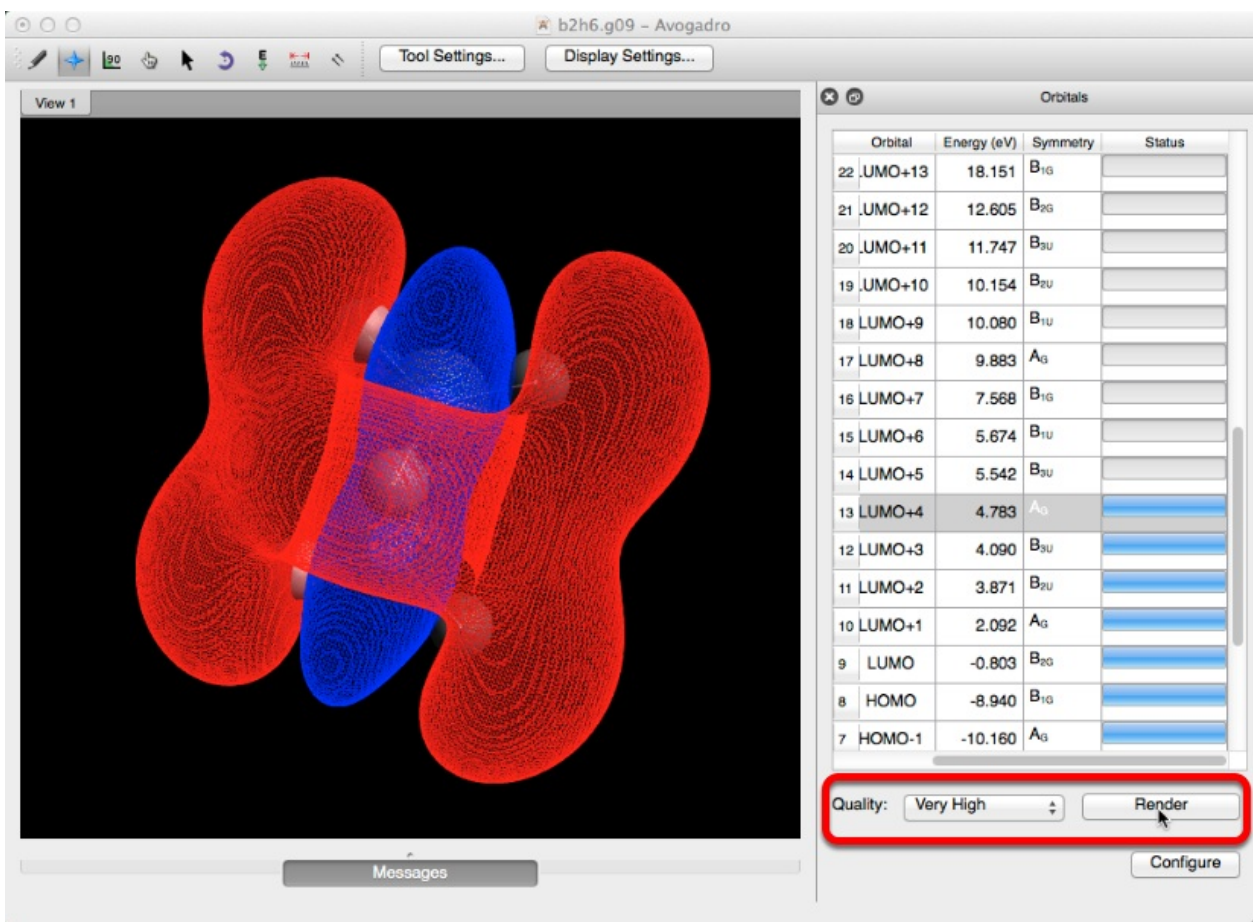 b2h6.g09 – Avogadro
90 E Tool Settings... Display Settings...
View 1
Orbitals
Orbital Energy (eV) Symmetry Status
22 .UMO+13 18.151 B1G
21 .UMO+12 12.605 B2G
20 .UMO+11 11.747 B3U
19 .UMO+10 10.154 B2U
18 LUMO+9 10.080 B1U
17 LUMO+8 9.883 AG
16 LUMO+7 7.568 B1G
15 LUMO+6 5.674 B1U
14 LUMO+5 5.542 B3U
13 LUMO+4 4.783 AG
12 LUMO+3 4.090 B3U
11 LUMO+2 3.871 B2U
10 LUMO+1 2.092 AG
9 LUMO -0.803 B2G
8 HOMO -8.940 B1G
7 HOMO-1 -10.160 AG
Quality: Very High Render
Configure
Messages